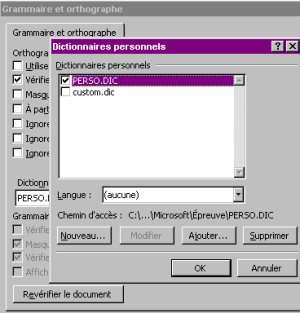 Grammaire et orthographe
Grammaire et orthographe
Orthogra
Utilise
Vérifie
Masqu
À part
Ignore
Ignore
Ignore
Dictionn
PERSO.
Grammair
Vérifie
Masqu
Vérifie
Affich
Revérifier le document
Dictionnaires personnels
Dictionnaires personnels
PERSO.DIC
custom.dic
Langue : (aucune)
Chemin d'accès : C:\...\Microsoft\Épreuve\PERSO.DIC
Nouveau... Modifier Ajouter... Supprimer
OK Annuler